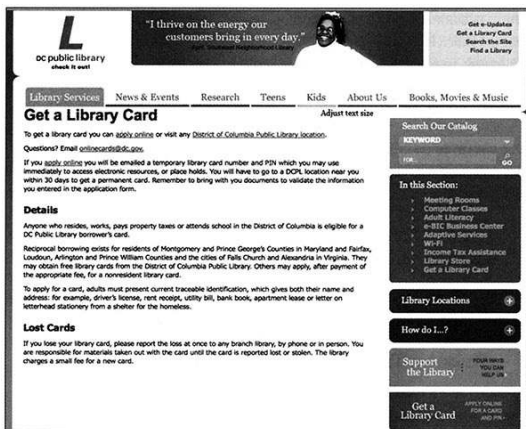 L
DC public library
check it out!
"I thrive on the energy our
customers bring in every day."
Get e-Updates
Get a Library Card
Search the Site
Find a Library
Library Services
News & Events
Research
Teens
Kids
About Us
Books, Movies & Music
Get a Library Card
Adjust text size
To get a library card you can apply online or visit any District of Columbia Public Library location.
Questions? Email onlinecards@dc.gov.
If you apply online you will be emailed a temporary library card number and PIN which you may use
immediately to access electronic resources, or place holds. You will have to go to a DCPL location near you
within 30 days to get a permanent card. Remember to bring with you documents to validate the information
you entered in the application form.
Details
Anyone who resides, works, pays property taxes or attends school in the District of Columbia is eligible for a
DC Public Library borrower's card.
Reciprocal borrowing exists for residents of Montgomery and Prince George's Counties in Maryland and Fairfax,
Loudoun, Arlington and Prince William Counties and the cities of Falls Church and Alexandria in Virginia. They
may obtain free library cards from the District of Columbia Public Library. Others may apply, after payment of
the appropriate fee, for a nonresident library card.
To apply for a card, adults must present current traceable identification, which gives both their name and
address: for example, driver's license, rent receipt, utility bill, bank book, apartment lease or letter on
letterhead stationery from a shelter for the homeless.
Lost Cards
If you lose your library card, please report the loss at once to any branch library, by phone or in person. You
are responsible for materials taken out with the card until the card is reported lost or stolen. The library
charges a small fee for a new card.
Search Our Catalog
KEYWORD
FOR...
GO
In this Section:
Meeting Rooms
Computer Classes
Adult Literacy
e-BIC Business Center
Adaptive Services
Wi-Fi
Income Tax Assistance
Library Store
Get a Library Card
Library Locations
How do I...?
Support
the Library
FOUR WAYS
YOU CAN
HELP US
Get a
Library Card
APPLY ONLINE
FOR A CARD
AND PIN